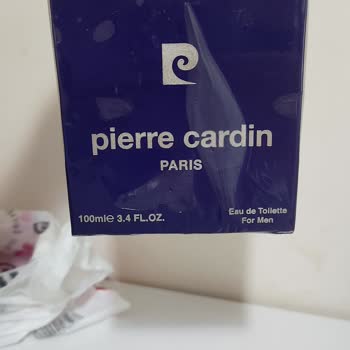 pierre cardin
PARIS
100ml℮ 3.4 FL.OZ.
Eau de Toilette
For Men